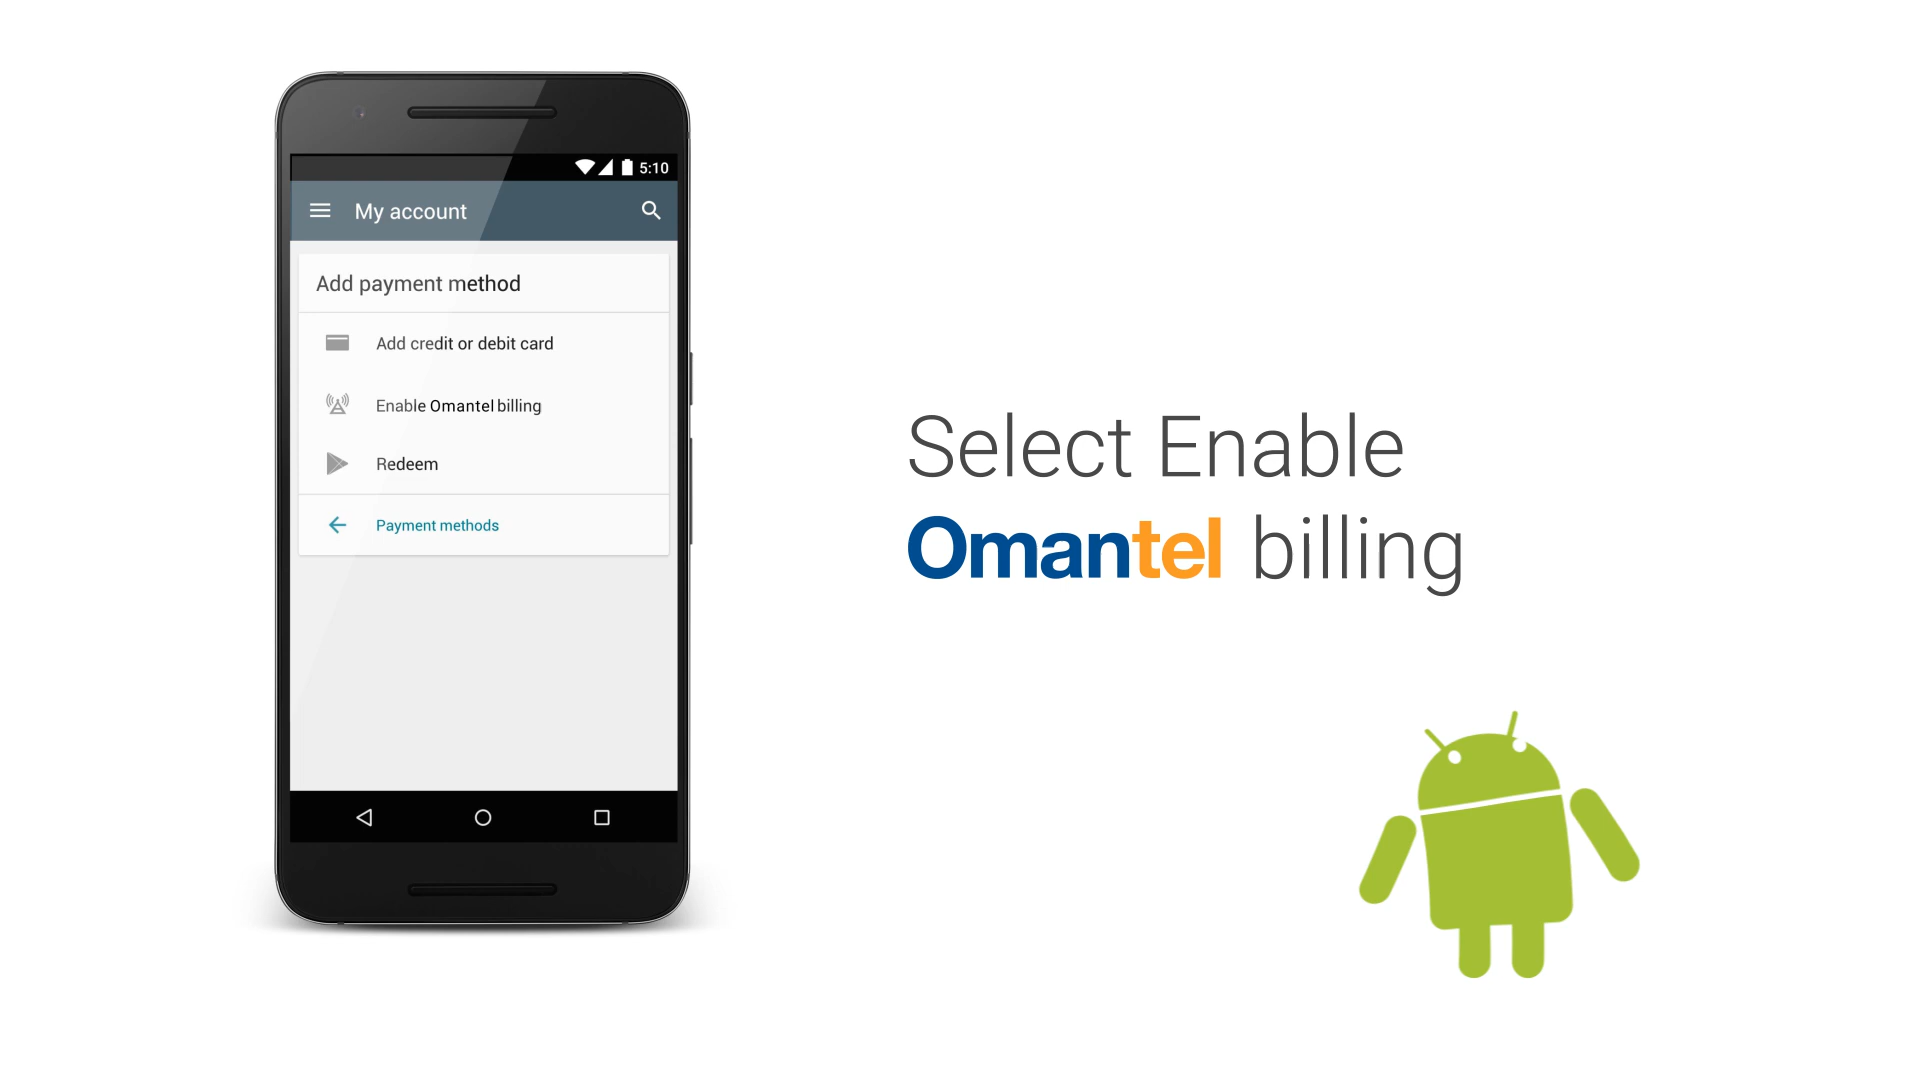 5:10
My account
Add payment method
Add credit or debit card
Enable Omantel billing
Redeem
Payment methods
Select Enable
Omantel billing